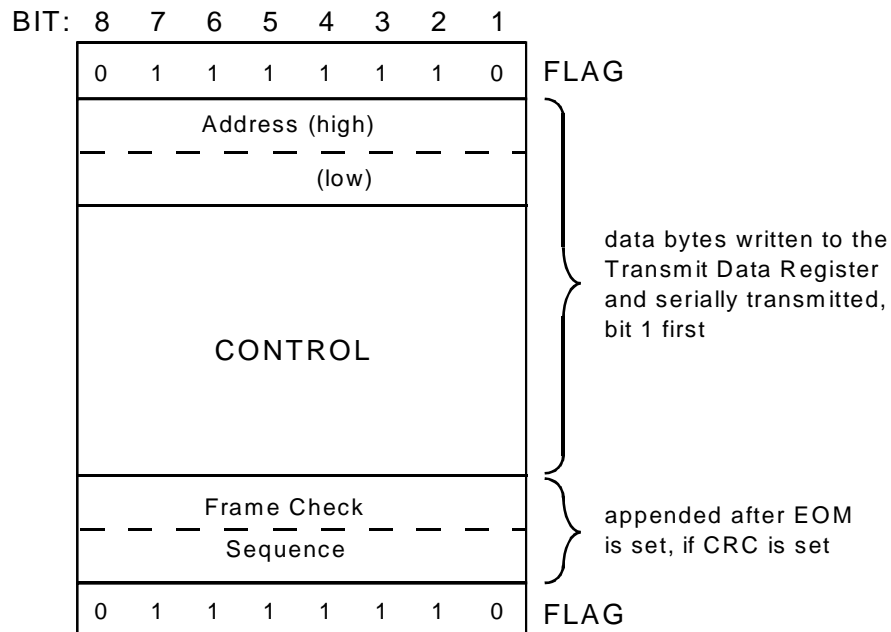 BIT: 8 7 6 5 4 3 2 1
0 1 1 1 1 1 1 0 FLAG
Address (high)
(low)
data bytes written to the
Transmit Data Register
and serially transmitted,
bit 1 first
CONTROL
Frame Check
Sequence
appended after EOM
is set, if CRC is set
0 1 1 1 1 1 1 0 FLAG